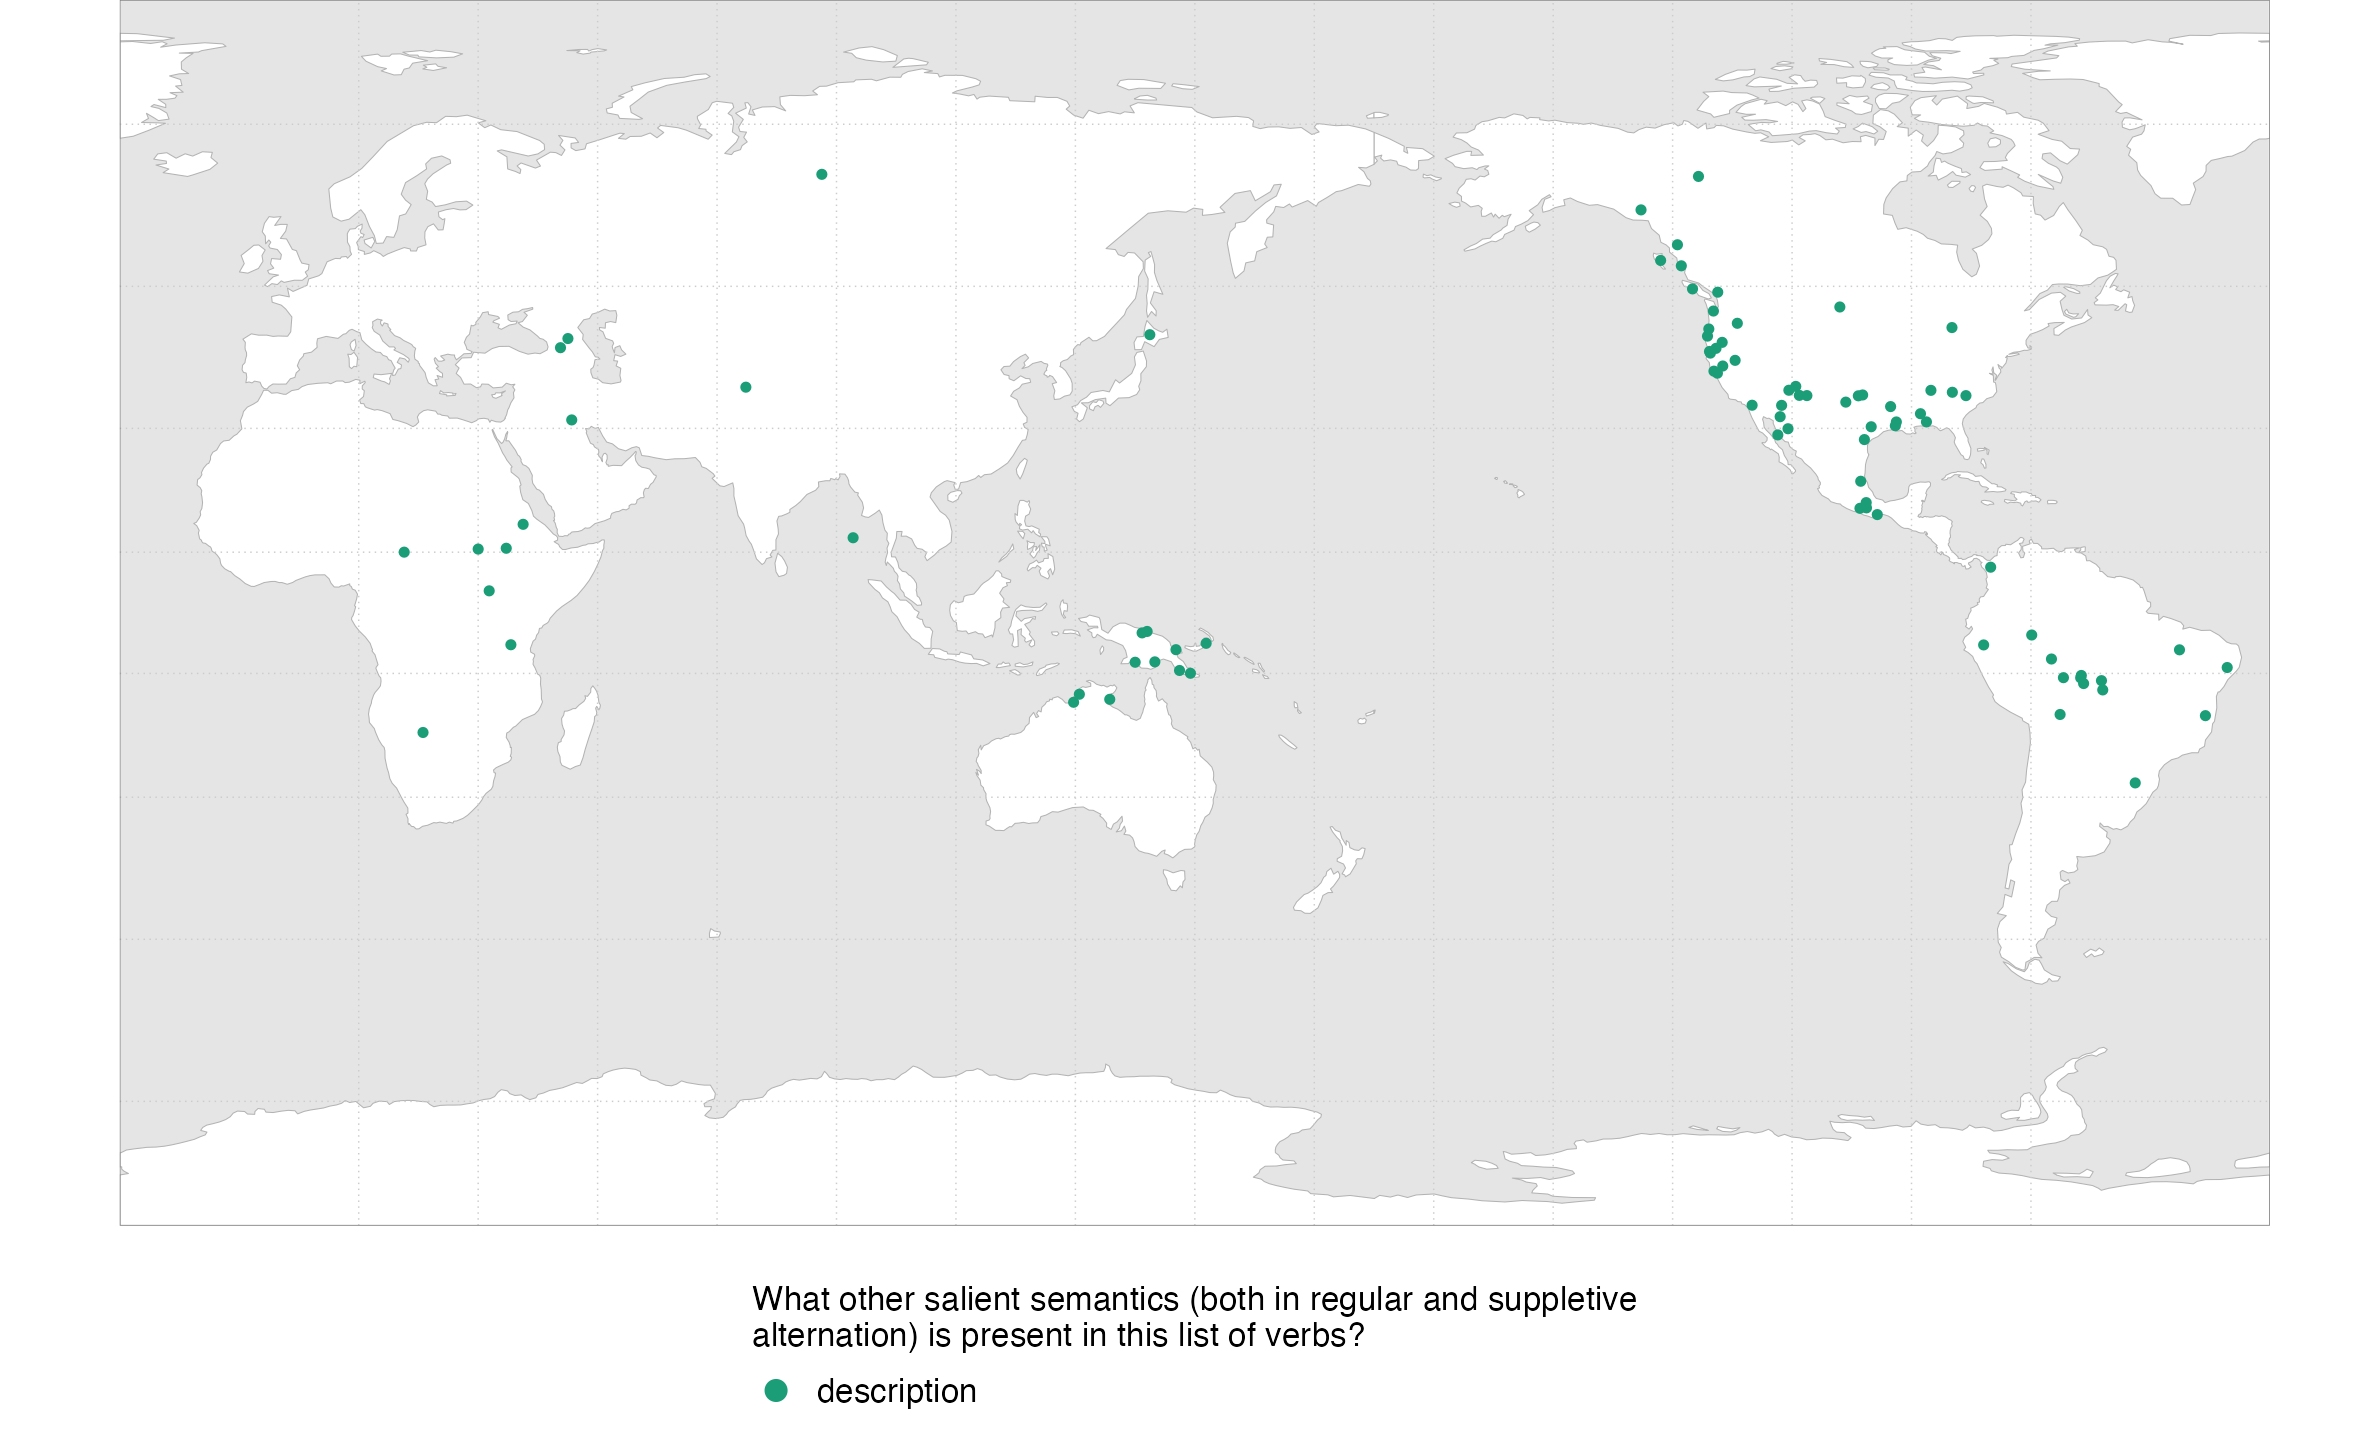 What other salient semantics (both in regular and suppletive
alternation) is present in this list of verbs?
description